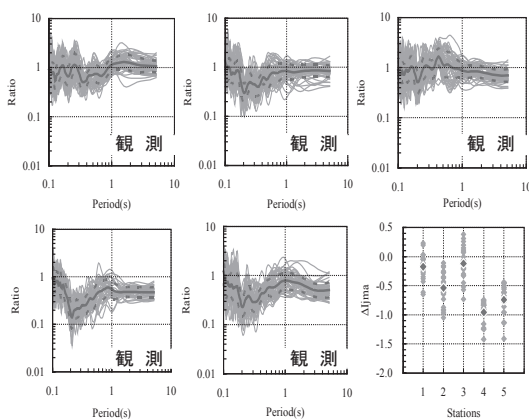 10
1
Ratio
0.1
観 測
0.01
0.1 1 10
Period(s)
10
1
Ratio
0.1
観 測
0.01
0.1 1 10
Period(s)
10
1
Ratio
0.1
観 測
0.01
0.1 1 10
Period(s)
10
1
Ratio
0.1
観 測
0.01
0.1 1 10
Period(s)
10
1
Ratio
0.1
観 測
0.01
0.1 1 10
Period(s)
0.0
-0.5
ΔIjma
-1.0
-1.5
-2.0
1 2 3 4 5
Stations